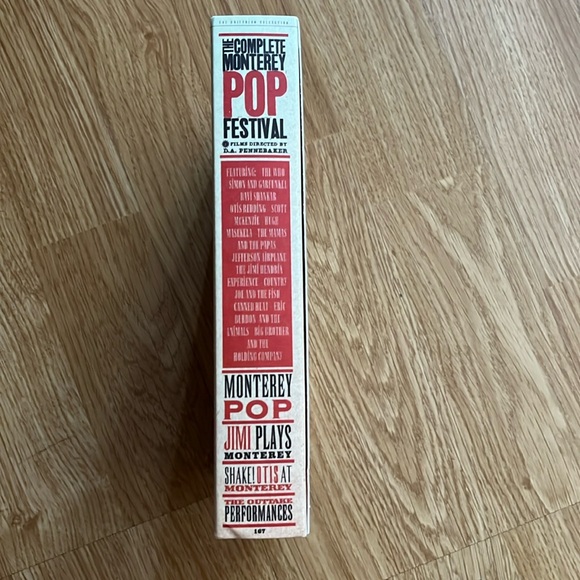 THE CRITERION COLLECTION
THE COMPLETE
MONTEREY
POP
FESTIVAL
FILMS DIRECTED BY
D.A. PENNEBAKER
FEATURING: THE WHO
SIMON AND GARFUNKEL
RAVI SHANKAR
OTIS REDDING SCOTT
MCKENZIE HUGH
MASEKELA THE MAMAS
AND THE PAPAS
JEFFERSON AIRPLANE
THE JIMI HENDRIX
EXPERIENCE COUNTRY
JOE AND THE FISH
CANNED HEAT ERIC
BURDON AND THE
ANIMALS BIG BROTHER
AND THE
HOLDING COMPANY
MONTEREY
POP
JIMI PLAYS
MONTEREY
SHAKE! OTIS AT
MONTEREY
THE OUTTAKE
PERFORMANCES
167